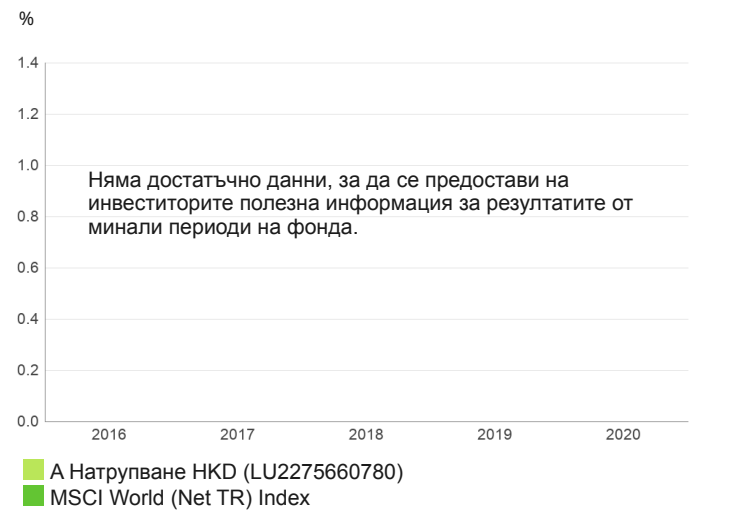 %
1.4
1.2
1.0
Няма достатъчно данни, за да се предостави на
инвеститорите полезна информация за резултатите от
минали периоди на фонда.
0.8
0.6
0.4
0.2
0.0
2016 2017 2018 2019 2020
A Натрупване HKD (LU2275660780)
MSCI World (Net TR) Index